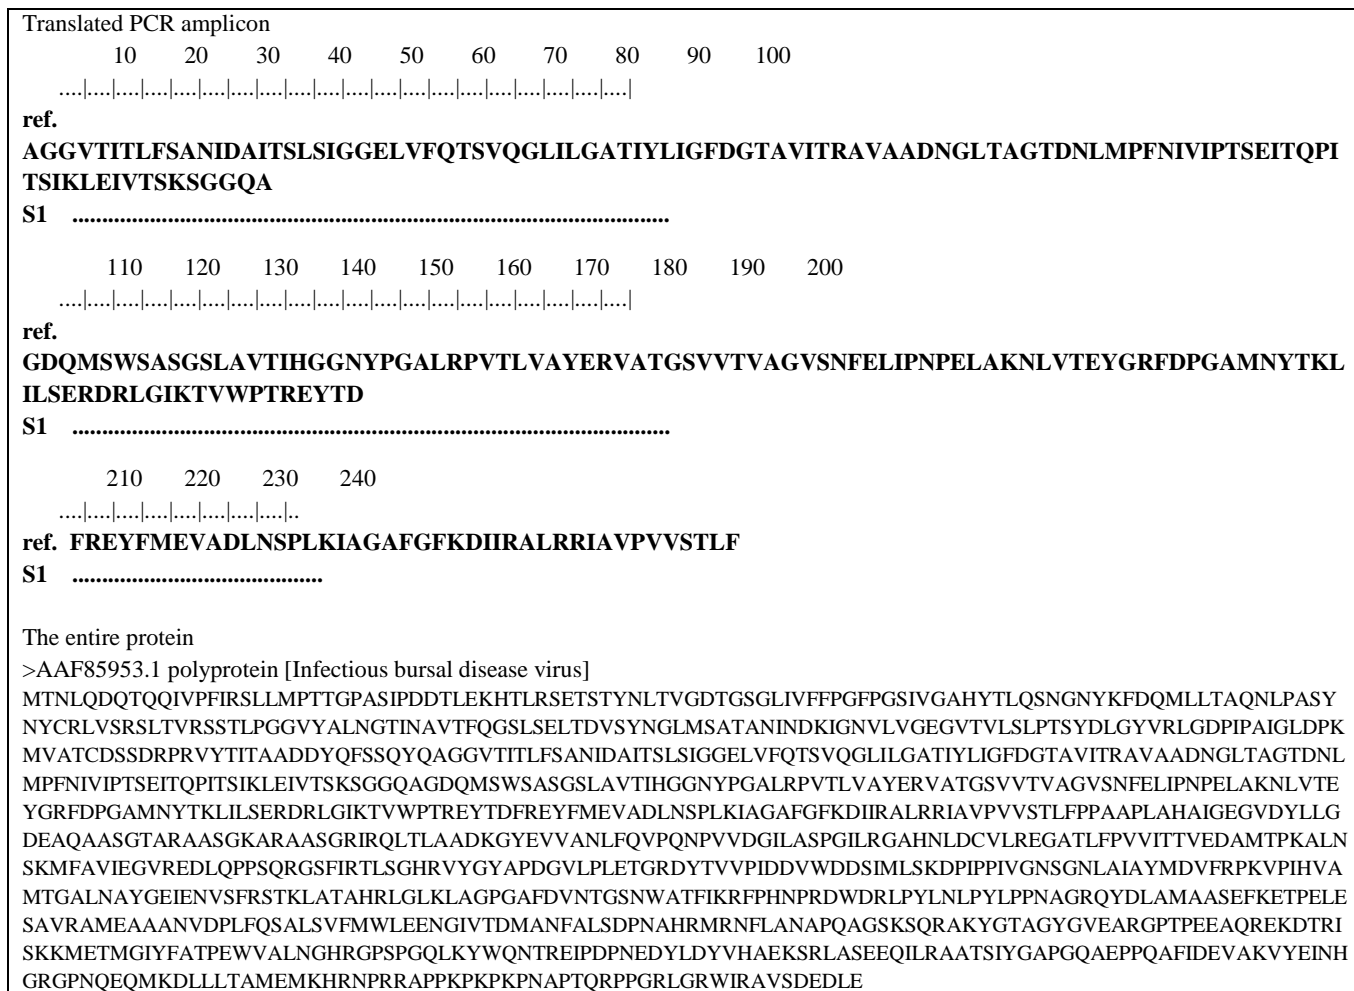 Translated PCR amplicon
10 20 30 40 50 60 70 80 90 100
....|....|....|....|....|....|....|....|....|....|....|....|....|....|....|....|....|....|....|....|
ref.
AGGVTITLFSANIDAITSLSIGGELVFQTSVQGLILGATIYLIGFDGTAVITRAVAADNGLTAGTDNLMPFNIVIPTSEITQPI
TSIKLEIVTSKSGGQA
S1 ....................................................................................................
110 120 130 140 150 160 170 180 190 200
....|....|....|....|....|....|....|....|....|....|....|....|....|....|....|....|....|....|....|....|
ref.
GDQMSWSASGSLAVTIHGGNYPGALRPVTLVAYERVATGSVVTVAGVSNFELIPNPELAKNLVTEYGRFDPGAMNYTKL
ILSERDRLGIKTVWPTREYTD
S1 ....................................................................................................
210 220 230 240
....|....|....|....|....|....|....|....|..
ref. FREYFMEVADLNSPLKIAGAFGFKDIIRALRRIAVPVVSTLF
S1 ..........................................
The entire protein
>AAF85953.1 polyprotein [Infectious bursal disease virus]
MTNLQDQTQQIVPFIRSLLMPTTGPASIPDDTLEKHTLRSETSTYNLTVGDTGSGLIVFFPGFPGSIVGAHYTLQSNGNYKFDQMLLTAQNLPASY
NYCRLVSRSLTVRSSTLPGGVYALNGTINAVTFQGSLSELTDVSYNGLMSATANINDKIGNVLVGEGVTVLSLPTSYDLGYVRLGDPIPAIGLDPK
MVATCDSSDRPRVYTITAADDYQFSSQYQAGGVTITLFSANIDAITSLSIGGELVFQTSVQGLILGATIYLIGFDGTAVITRAVAADNGLTAGTDNL
MPFNIVIPTSEITQPITSIKLEIVTSKSGGQAGDQMSWSASGSLAVTIHGGNYPGALRPVTLVAYERVATGSVVTVAGVSNFELIPNPELAKNLVTE
YGRFDPGAMNYTKLILSERDRLGIKTVWPTREYTDFREYFMEVADLNSPLKIAGAFGFKDIIRALRRIAVPVVSTLFPPAAPLAHAIGEGVDYLLG
DEAQAASGTARAASGKARAASGRIRQLTLAADKGYEVVANLFQVPQNPVVDGILASPGILRGAHNLDCVLREGATLFPVVITTVEDAMTPKALN
SKMFAVIEGVREDLQPPSQRGSFIRTLSGHRVYGYAPDGVLPLETGRDYTVVPIDDVWDDSIMLSKDPIPPIVGNSGNLAIAYMDVFRPKVPIHVA
MTGALNAYGEIENVSFRSTKLATAHRLGLKLAGPGAFDVNTGSNWATFIKRFPHNPRDWDRLPYLNLPYLPPNAGRQYDLAMAASEFKETPELE
SAVRAMEAAANVDPLFQSALSVFMWLEENGIVTDMANFALSDPNAHRMRNFLANAPQAGSKSQRAKYGTAGYGVEARGPTPEEAQREKDTRI
SKKMETMGIYFATPEWVALNGHRGPSPGQLKYWQNTREIPDPNEDYLDYVHAEKSRLASEEQILRAATSIYGAPGQAEPPQAFIDEVAKVYEINH
GRGPNQEQMKDLLLTAMEMKHRNPRRAPPKPKPKPNAPTQRPPGRLGRWIRAVSDEDLE